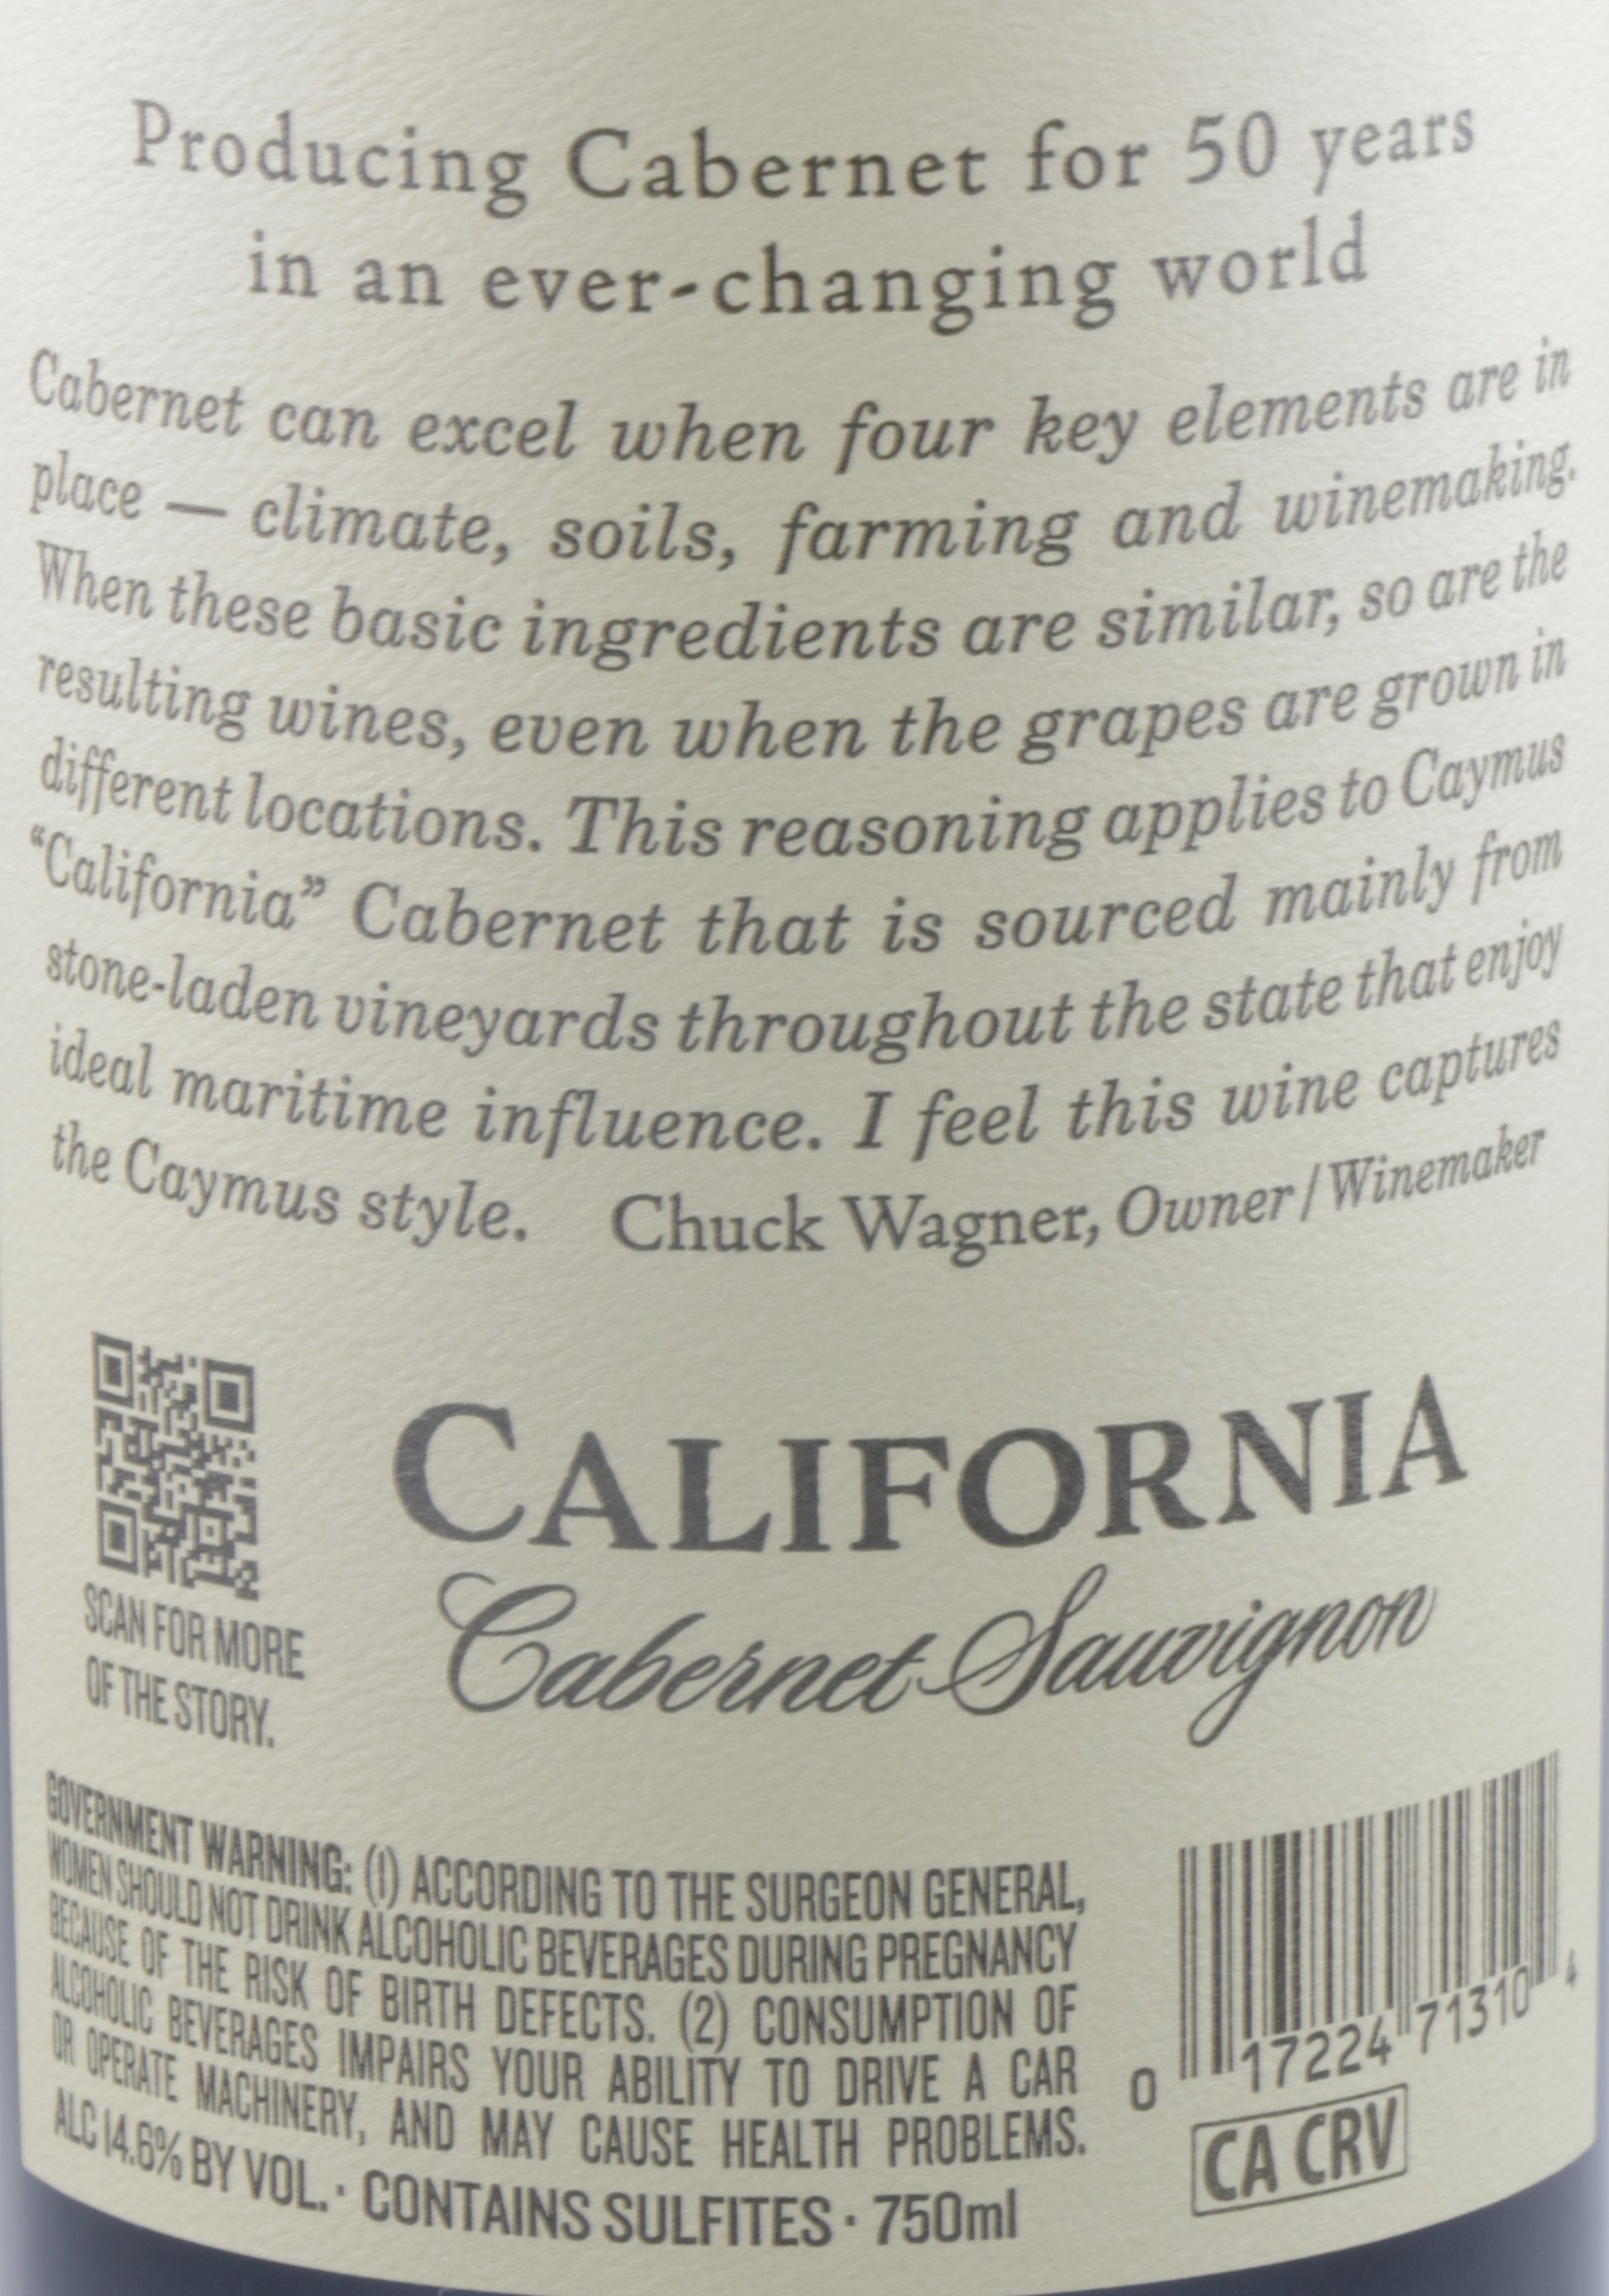 Producing Cabernet for 50 years
in an ever-changing world
Cabernet can excel when four key elements are in
place — climate, soils, farming and winemaking.
When these basic ingredients are similar, so are the
resulting wines, even when the grapes are grown in
different locations. This reasoning applies to Caymus
“California” Cabernet that is sourced mainly from
stone-laden vineyards throughout the state that enjoy
ideal maritime influence. I feel this wine captures
the Caymus style. Chuck Wagner, Owner/Winemaker
CALIFORNIA
Cabernet Sauvignon
SCAN FOR MORE
OF THE STORY.
GOVERNMENT WARNING: (1) ACCORDING TO THE SURGEON GENERAL,
WOMEN SHOULD NOT DRINK ALCOHOLIC BEVERAGES DURING PREGNANCY
BECAUSE OF THE RISK OF BIRTH DEFECTS. (2) CONSUMPTION OF
ALCOHOLIC BEVERAGES IMPAIRS YOUR ABILITY TO DRIVE A CAR
OR OPERATE MACHINERY, AND MAY CAUSE HEALTH PROBLEMS.
ALC 14.6% BY VOL. · CONTAINS SULFITES · 750ml
0 17224 71310 4
CA CRV